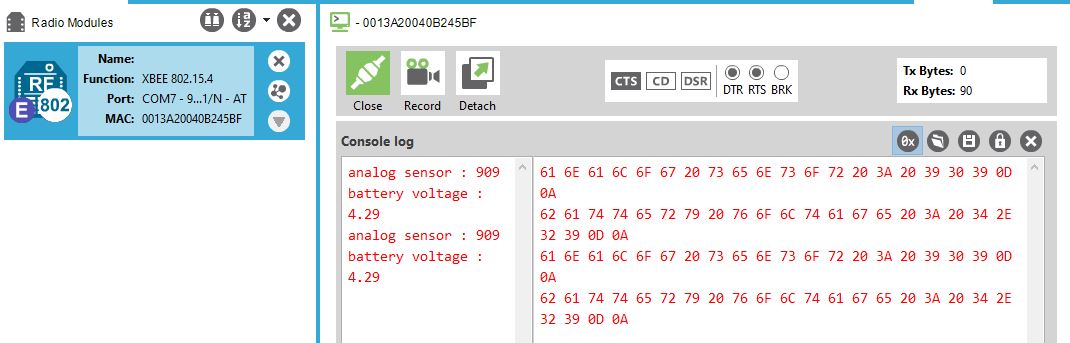 Radio Modules
Name:
Function: XBEE 802.15.4
Port: COM7 - 9...1/N - AT
MAC: 0013A20040B245BF
RF
802
E
- 0013A20040B245BF
Close
Record
Detach
CTS
CD
DSR
DTR
RTS
BRK
Tx Bytes: 0
Rx Bytes: 90
Console log
0x
analog sensor : 909
battery voltage :
4.29
analog sensor : 909
battery voltage :
4.29
61 6E 61 6C 6F 67 20 73 65 6E 73 6F 72 20 3A 20 39 30 39 0D
0A
62 61 74 74 65 72 79 20 76 6F 6C 74 61 67 65 20 3A 20 34 2E
32 39 0D 0A
61 6E 61 6C 6F 67 20 73 65 6E 73 6F 72 20 3A 20 39 30 39 0D
0A
62 61 74 74 65 72 79 20 76 6F 6C 74 61 67 65 20 3A 20 34 2E
32 39 0D 0A